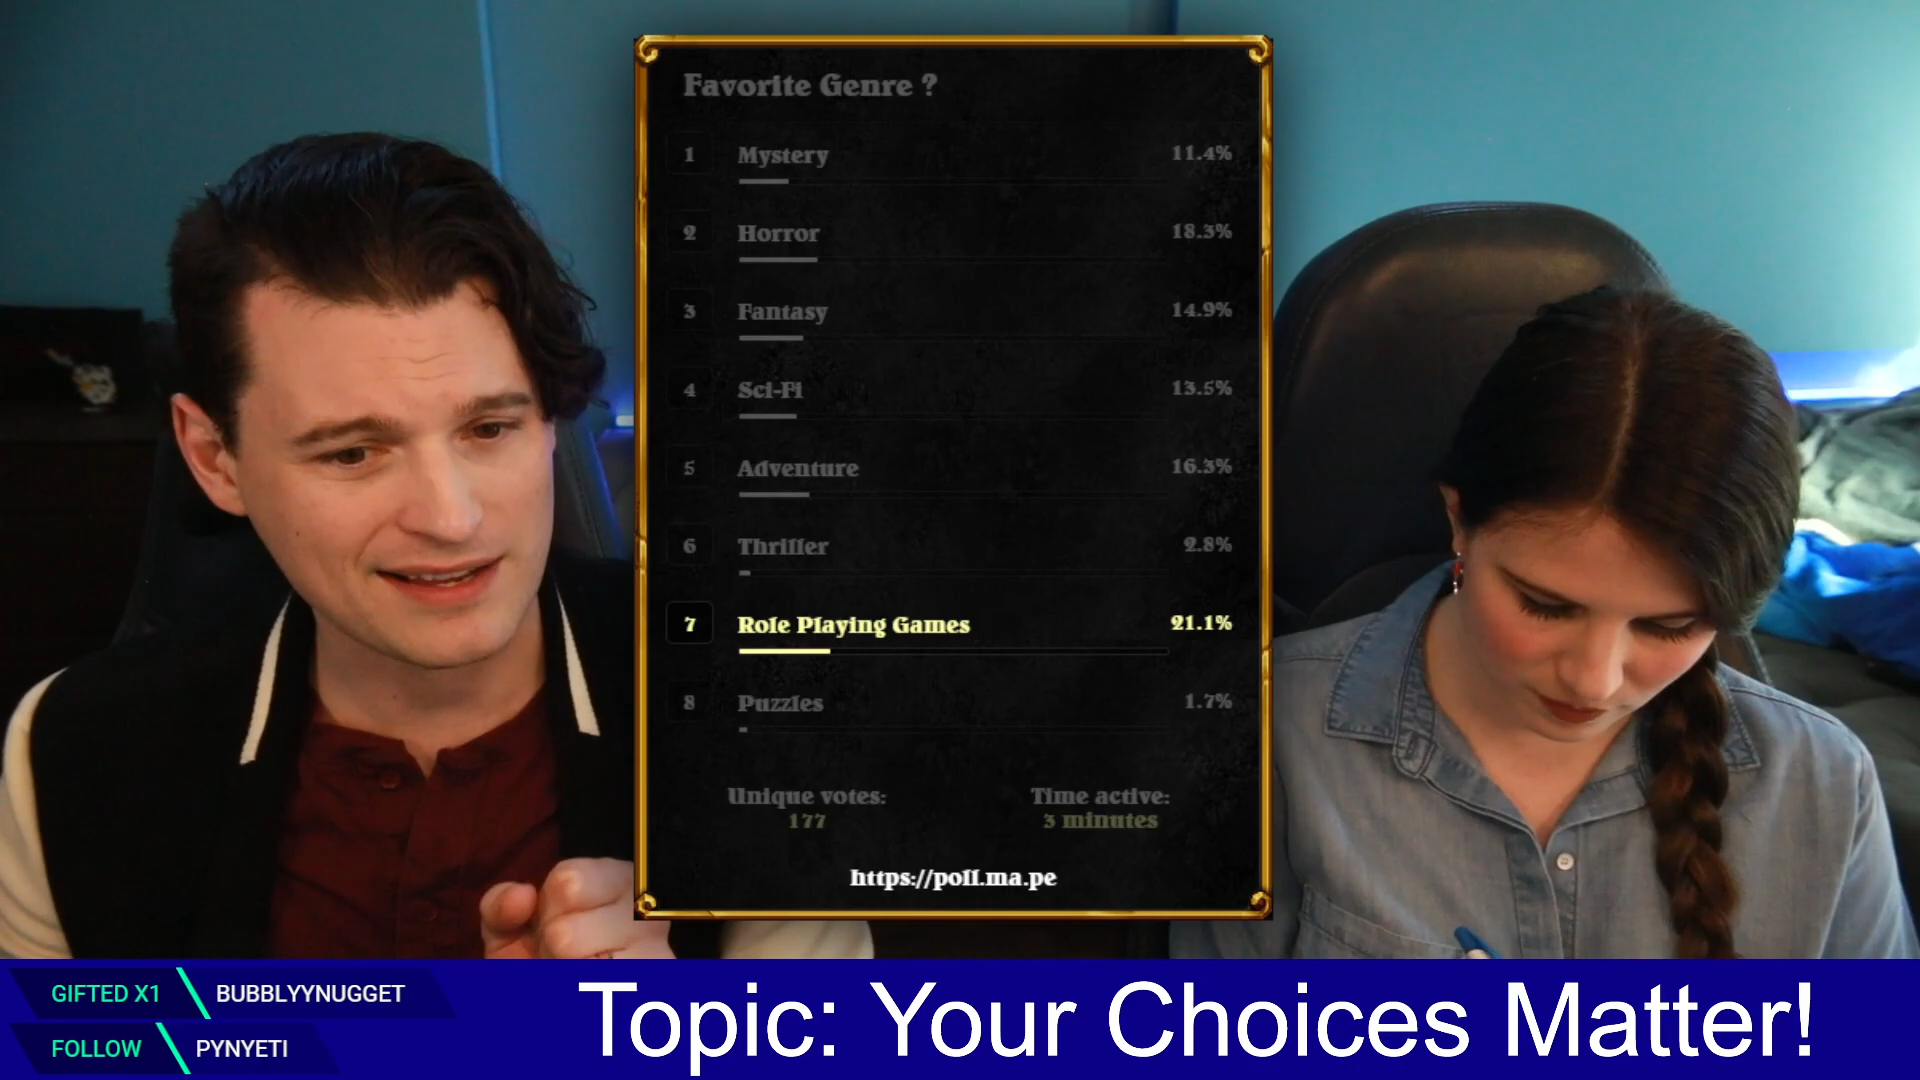 Favorite Genre ?
1 Mystery 11.4%
2 Horror 18.3%
3 Fantasy 14.9%
4 Sci-Fi 13.5%
5 Adventure 16.3%
6 Thriller 2.8%
7 Role Playing Games 21.1%
8 Puzzles 1.7%
Unique votes: Time active:
177 3 minutes
https://poll.ma.pe
GIFTED X1 BUBBLYYNUGGET
FOLLOW PYNYETI
Topic: Your Choices Matter!